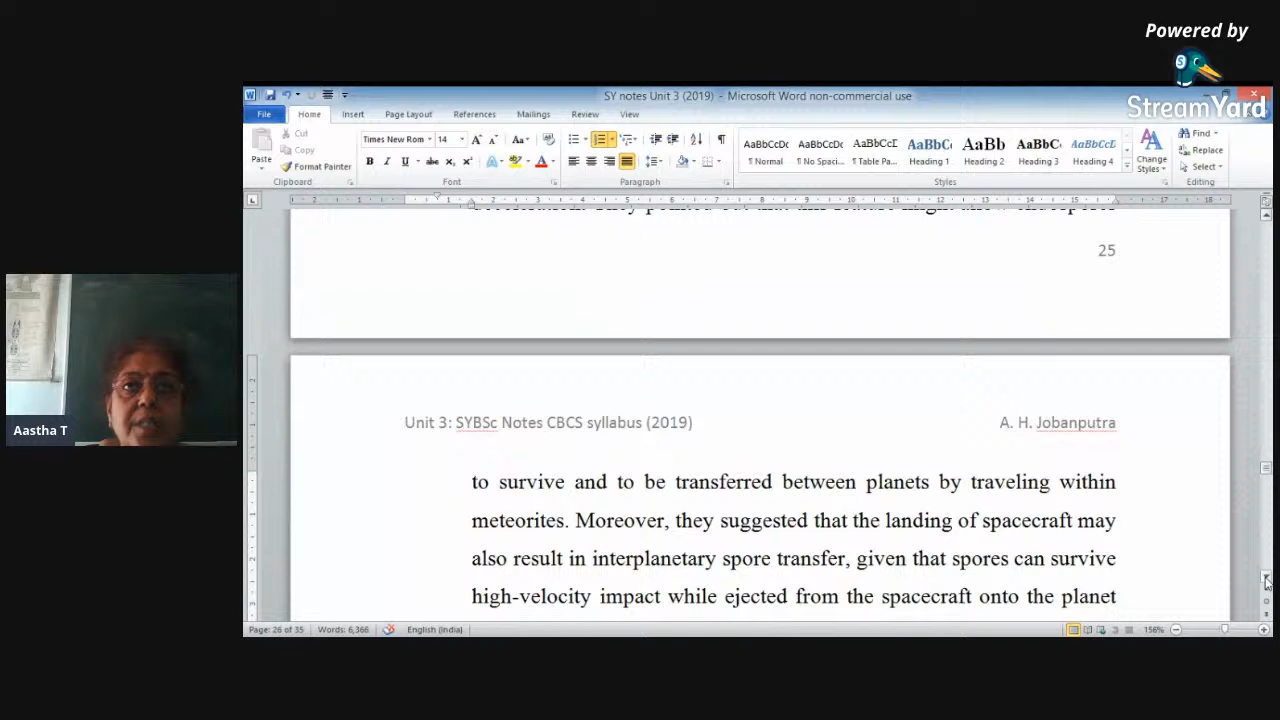 Powered by
StreamYard
SY notes Unit 3 (2019) - Microsoft Word non-commercial use
File Home Insert Page Layout References Mailings Review View
Cut
Copy
Paste
Format Painter
Clipboard
Times New Rom 14
Font
Paragraph
AaBbCcDc AaBbCcDc AaBbCcD AaBbC AaBb AaBbC AaBbCcD
¶ Normal ¶ No Spaci... ¶ Table Pa... Heading 1 Heading 2 Heading 3 Heading 4
Change Styles
Styles
Find
Replace
Select
Editing
25
Unit 3: SYBSc Notes CBCS syllabus (2019) A. H. Jobanputra
to survive and to be transferred between planets by traveling within
meteorites. Moreover, they suggested that the landing of spacecraft may
also result in interplanetary spore transfer, given that spores can survive
high-velocity impact while ejected from the spacecraft onto the planet
Aastha T
Page: 26 of 35 Words: 6,366 English (India) 156%